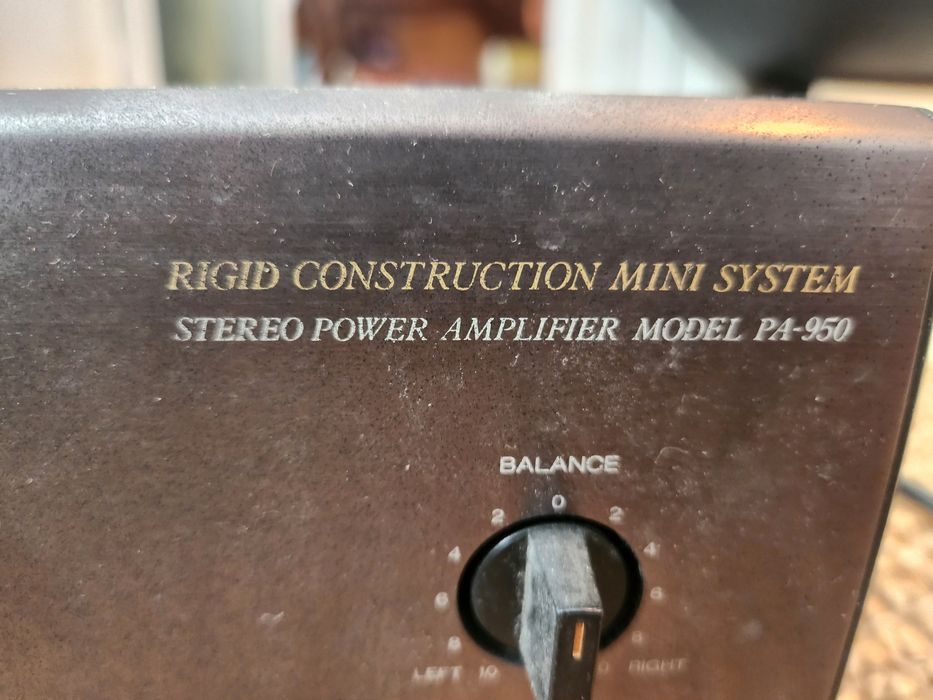 RIGID CONSTRUCTION MINI SYSTEM
STEREO POWER AMPLIFIER MODEL PA-950
BALANCE
0
2 2
4 4
6 6
8 8
LEFT 10 0 RIGHT